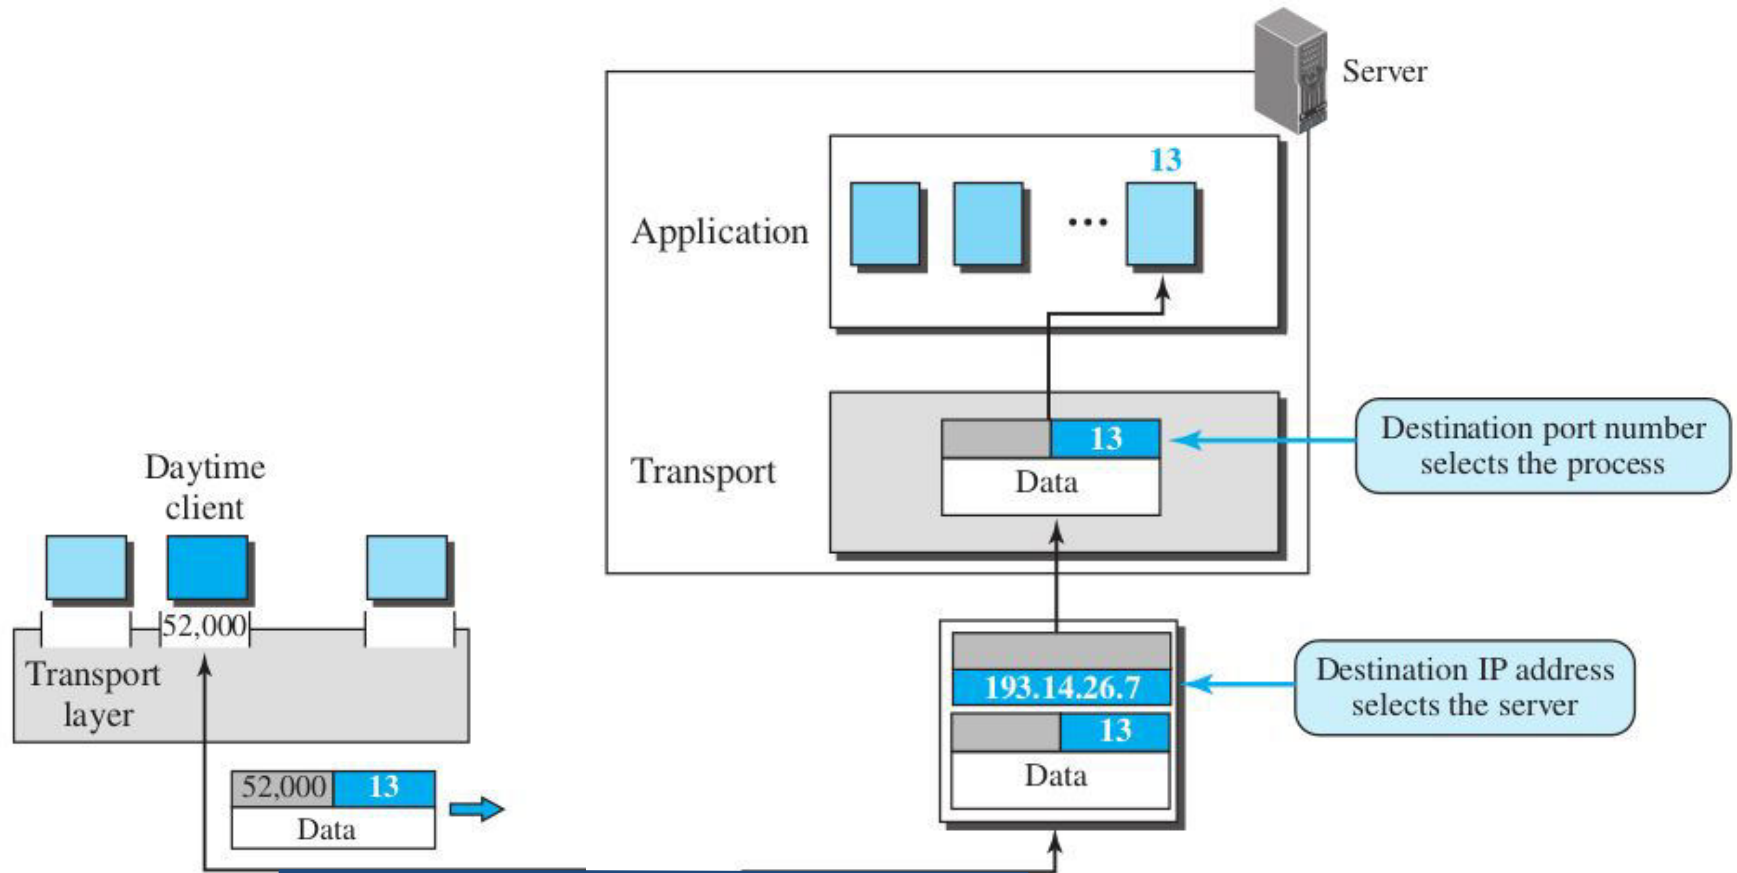 Server
13
Application
13
Destination port number
selects the process
Transport
Data
Daytime
client
52,000
Transport
layer
193.14.26.7
Destination IP address
selects the server
13
Data
52,000 13
Data